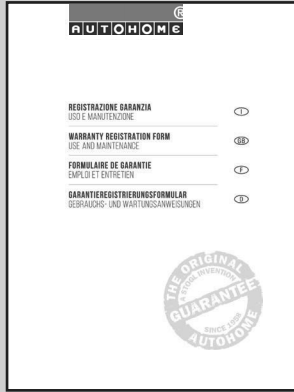 ®
AUTOHOME
REGISTRAZIONE GARANZIA
USO E MANUTENZIONE
I
WARRANTY REGISTRATION FORM
USE AND MAINTENANCE
GB
FORMULAIRE DE GARANTIE
EMPLOI ET ENTRETIEN
F
GARANTIEREGISTRIERUNGSFORMULAR
GEBRAUCHS- UND WARTUNGSANWEISUNGEN
D
THE ORIGINAL
INVENTION
GUARANTEE
SINCE
AUTOHOME